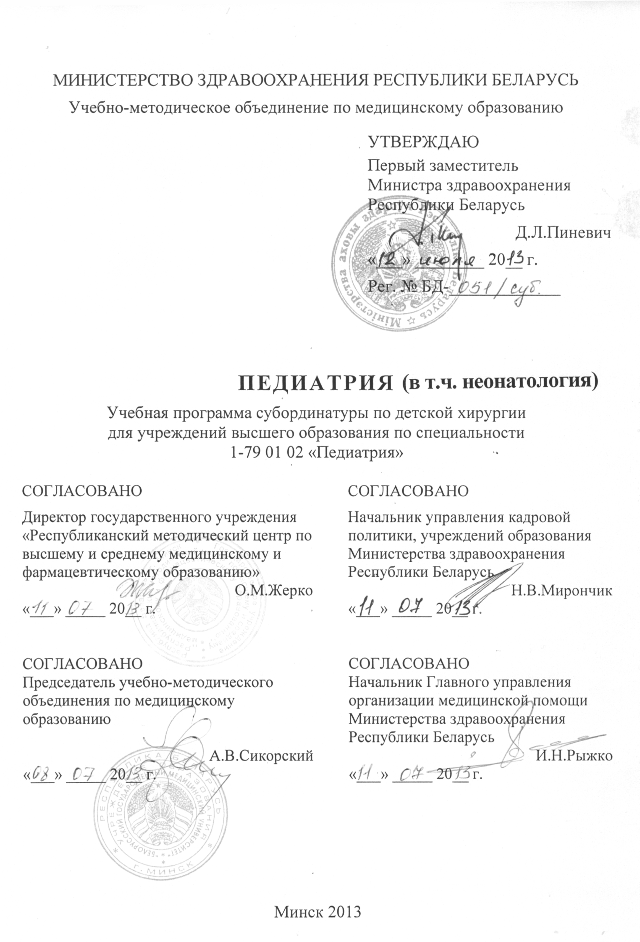 МИНИСТЕРСТВО ЗДРАВООХРАНЕНИЯ РЕСПУБЛИКИ БЕЛАРУСЬ
Учебно-методическое объединение по медицинскому образованию
УТВЕРЖДАЮ
Первый заместитель
Министра здравоохранения
Республики Беларусь
Д.Л.Пиневич
«12» июля 2013 г.
Рег. № БД-051/суб.
ПЕДИАТРИЯ (в т.ч. неонатология)
Учебная программа субординатуры по детской хирургии
для учреждений высшего образования по специальности
1-79 01 02 «Педиатрия»
СОГЛАСОВАНО
Директор государственного учреждения
«Республиканский методический центр по
высшему и среднему медицинскому и
фармацевтическому образованию»
О.М.Жерко
«11» 07 2013 г.
СОГЛАСОВАНО
Начальник управления кадровой
политики, учреждений образования
Министерства здравоохранения
Республики Беларусь
Н.В.Мирончик
«11» 07 2013 г.
СОГЛАСОВАНО
Председатель учебно-методического
объединения по медицинскому
образованию
А.В.Сикорский
«08» 07 2013 г.
СОГЛАСОВАНО
Начальник Главного управления
организации медицинской помощи
Министерства здравоохранения
Республики Беларусь
И.Н.Рыжко
«11» 07 2013 г.
Минск 2013